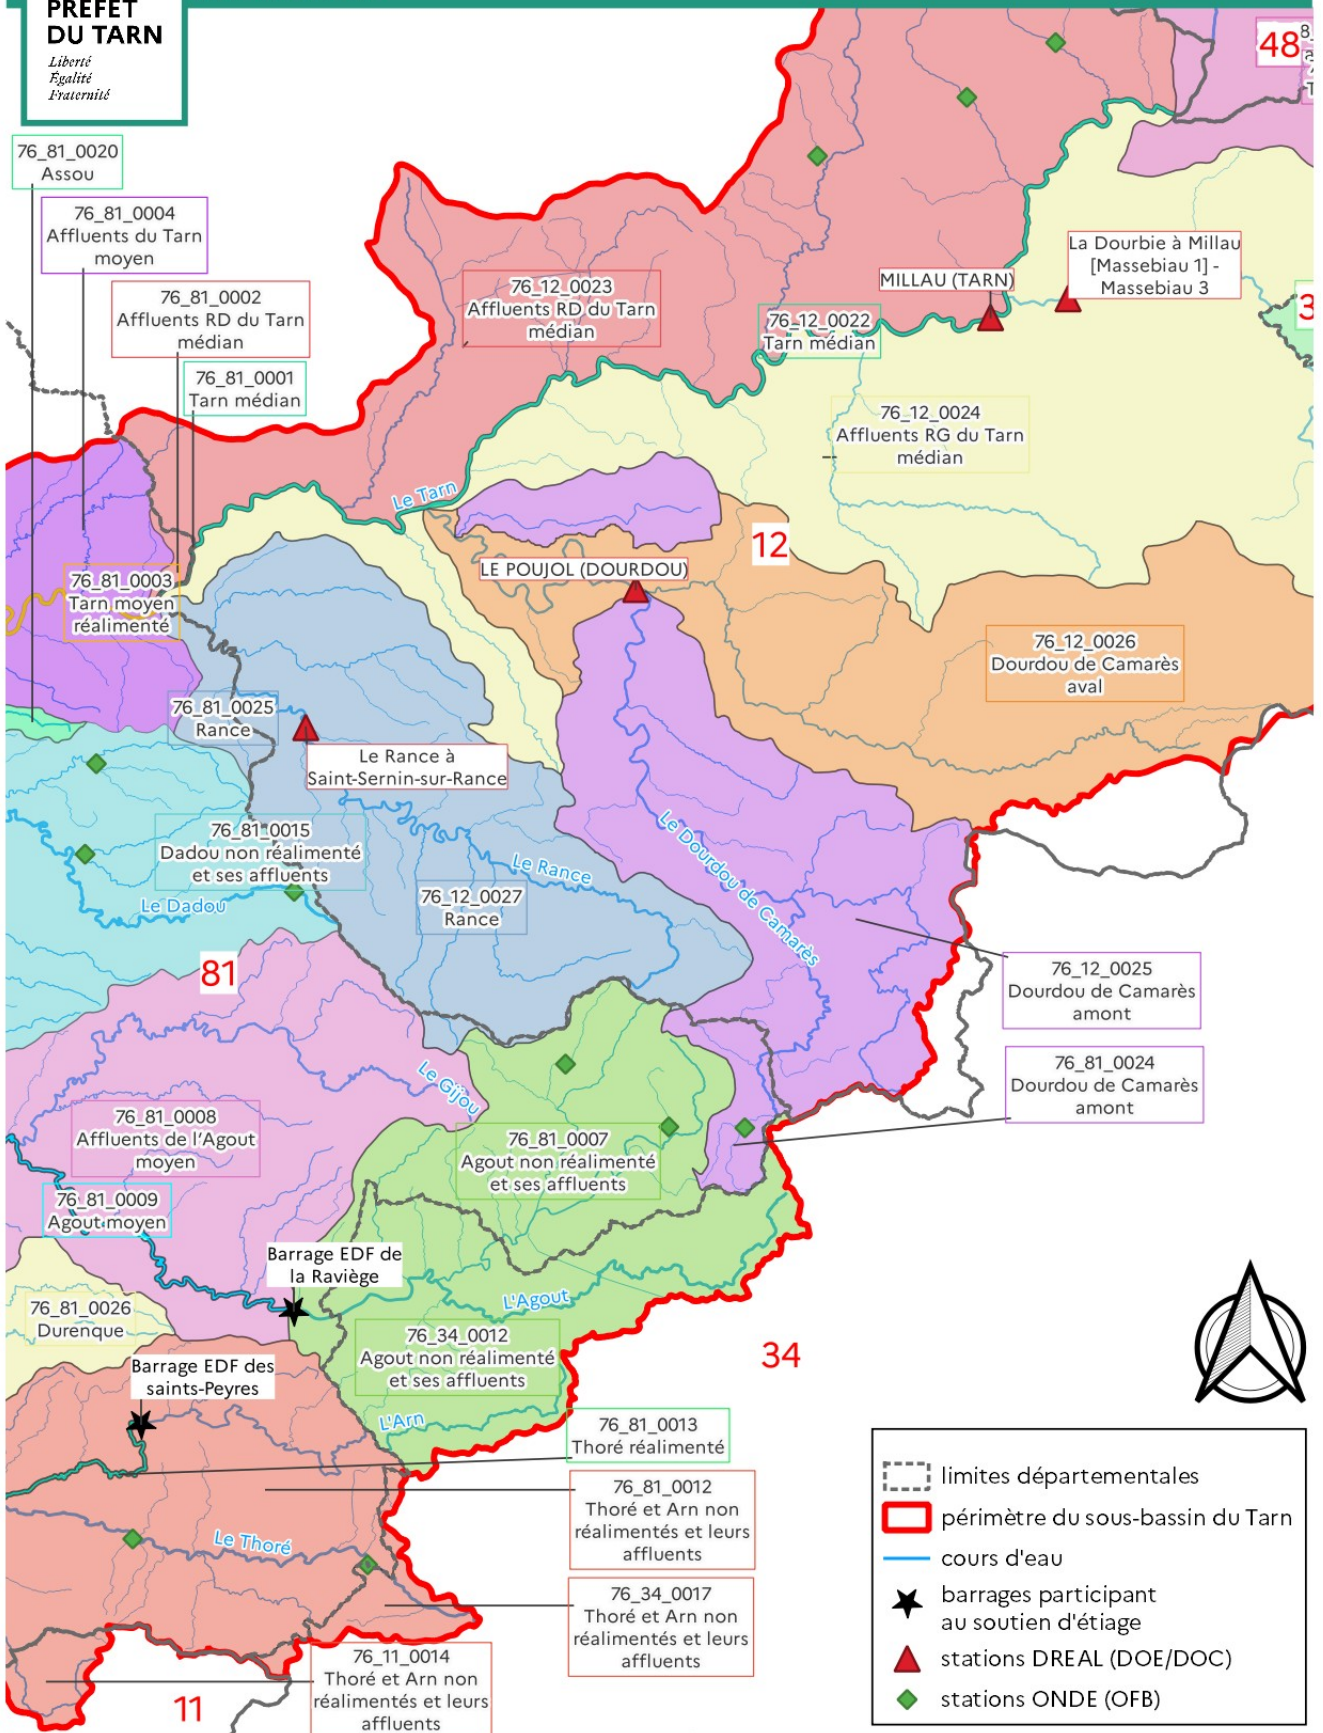 PRÉFET
DU TARN
Liberté
Égalité
Fraternité
48
76_81_0020
Assou
76_81_0004
Affluents du Tarn
moyen
76_81_0002
Affluents RD du Tarn
médian
76_81_0001
Tarn médian
76_12_0023
Affluents RD du Tarn
médian
76_12_0022
Tarn médian
MILLAU (TARN)
La Dourbie à Millau
[Massebiau 1] -
Massebiau 3
3
76_12_0024
Affluents RG du Tarn
médian
Le Tarn
12
LE POUJOL (DOURDOU)
76_81_0003
Tarn moyen
réalimenté
76_12_0026
Dourdou de Camarès
aval
76_81_0025
Rance
Le Rance à
Saint-Sernin-sur-Rance
76_81_0015
Dadou non réalimenté
et ses affluents
Le Dadou
Le Rance
76_12_0027
Rance
Le Dourdou de Camarès
81
76_12_0025
Dourdou de Camarès
amont
76_81_0024
Dourdou de Camarès
amont
Le Gijou
76_81_0008
Affluents de l'Agout
moyen
76_81_0007
Agout non réalimenté
et ses affluents
76_81_0009
Agout moyen
Barrage EDF de
la Raviège
L'Agout
76_81_0026
Durenque
76_34_0012
Agout non réalimenté
et ses affluents
34
Barrage EDF des
saints-Peyres
L'Arn
76_81_0013
Thoré réalimenté
76_81_0012
Thoré et Arn non
réalimentés et leurs
affluents
Le Thoré
76_34_0017
Thoré et Arn non
réalimentés et leurs
affluents
76_11_0014
Thoré et Arn non
réalimentés et leurs
affluents
11
limites départementales
périmètre du sous-bassin du Tarn
cours d'eau
barrages participant
au soutien d'étiage
stations DREAL (DOE/DOC)
stations ONDE (OFB)